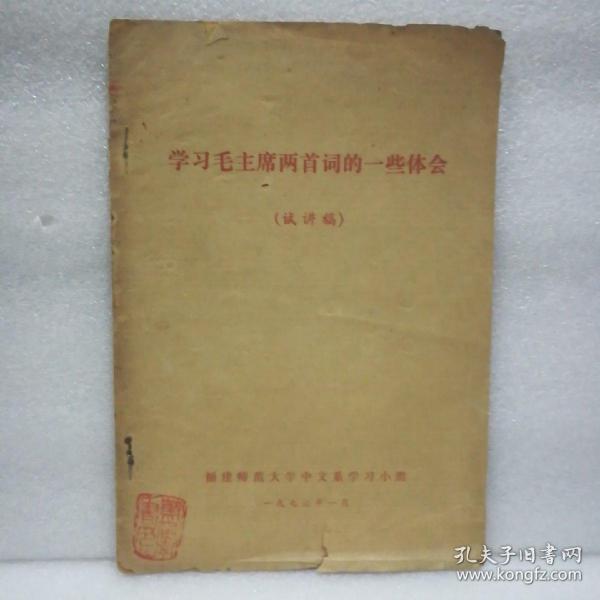 学习毛主席两首词的一些体会
（试讲稿）
福建师范大学中文系学习小组
一九七 年一月
孔夫子旧书网
www.kongfz.com